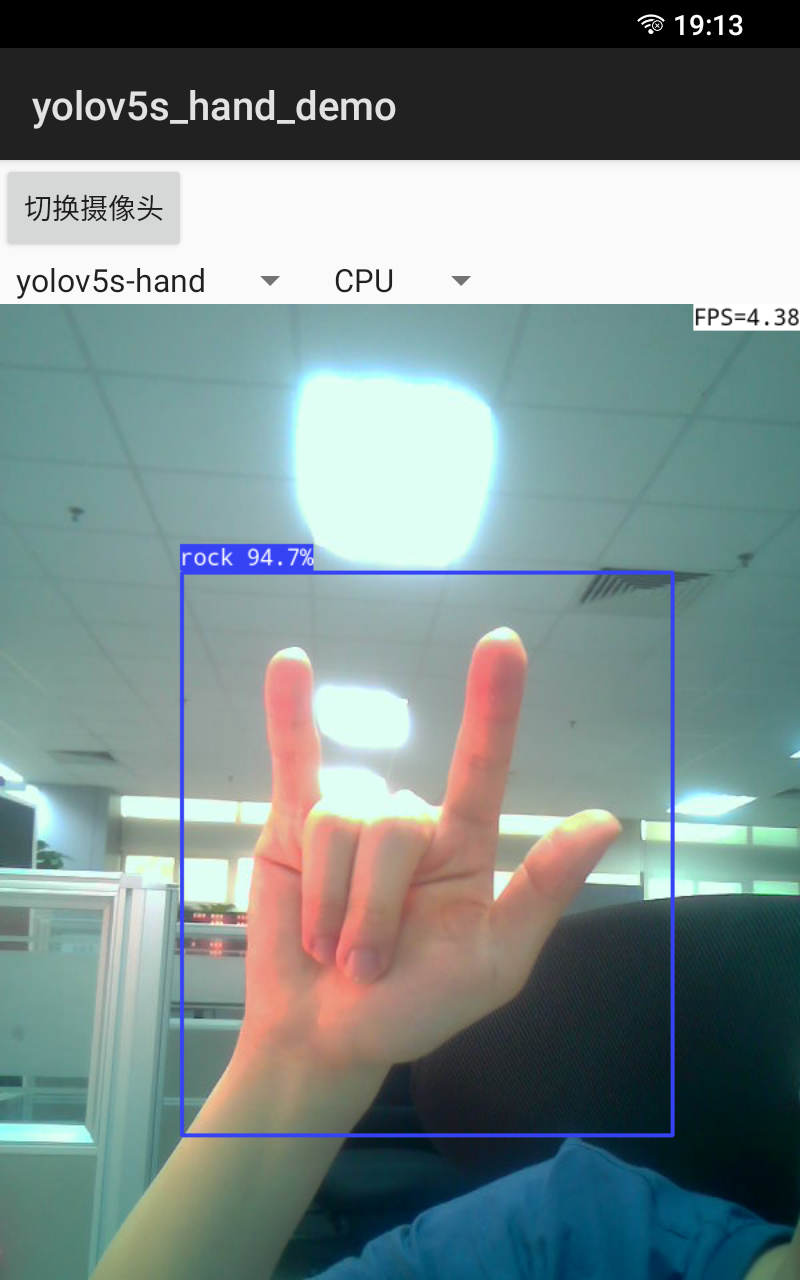 19:13
yolov5s_hand_demo
切换摄像头
yolov5s-hand CPU
FPS=4.38
rock 94.7%